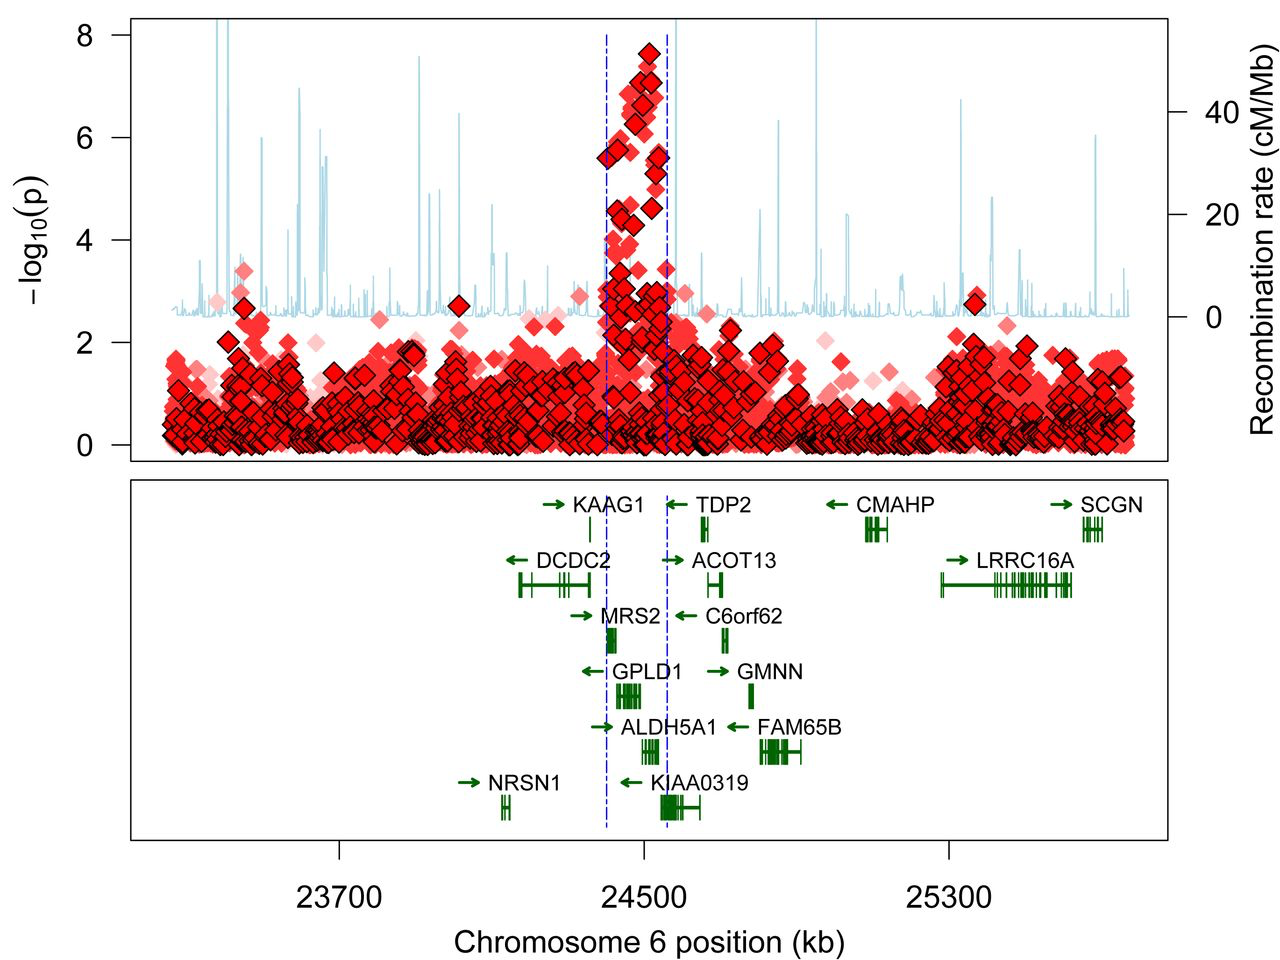 8
6
4
2
0
−log10(p)
40
20
0
Recombination rate (cM/Mb)
KAAG1 TDP2 CMAHP SCGN
DCDC2 ACOT13 LRRC16A
MRS2 C6orf62
GPLD1 GMNN
ALDH5A1 FAM65B
NRSN1 KIAA0319
23700 24500 25300
Chromosome 6 position (kb)